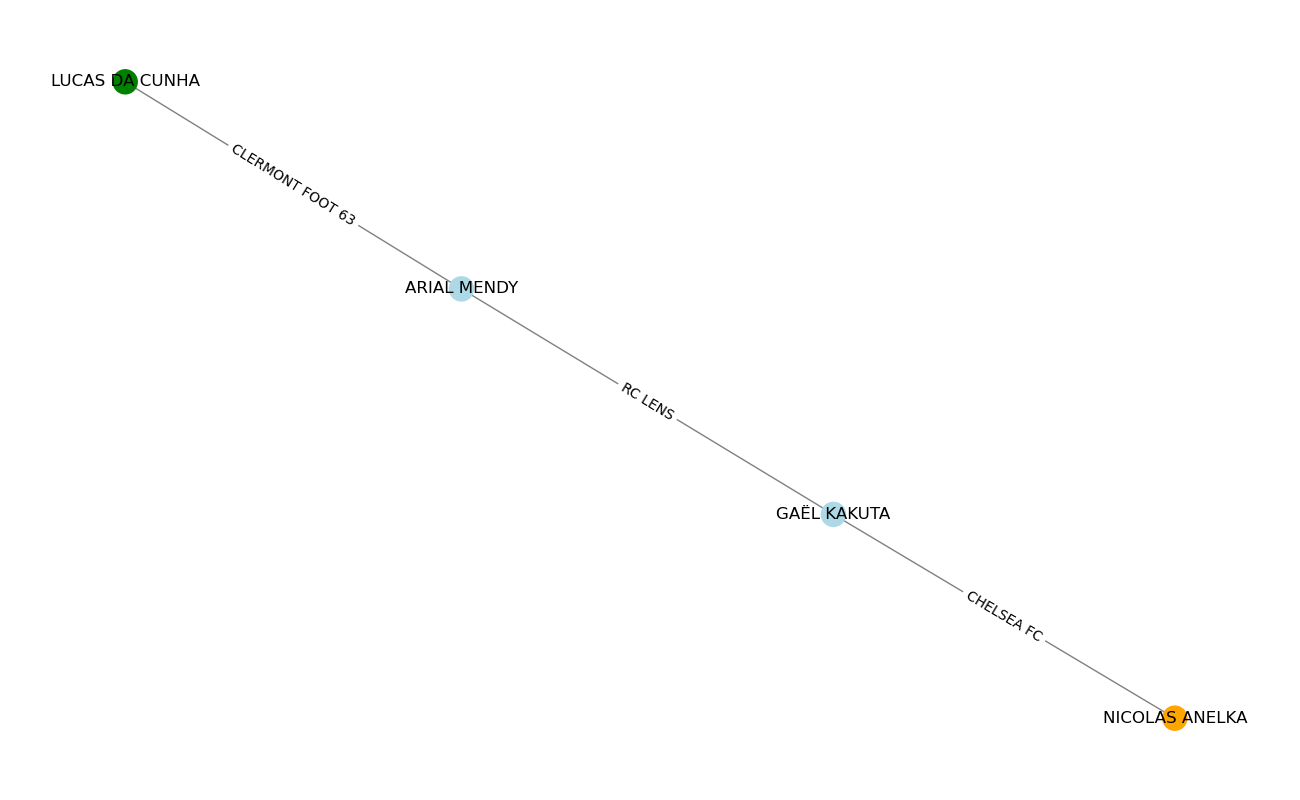 LUCAS DA CUNHA
CLERMONT FOOT 63
ARIAL MENDY
RC LENS
GAËL KAKUTA
CHELSEA FC
NICOLAS ANELKA